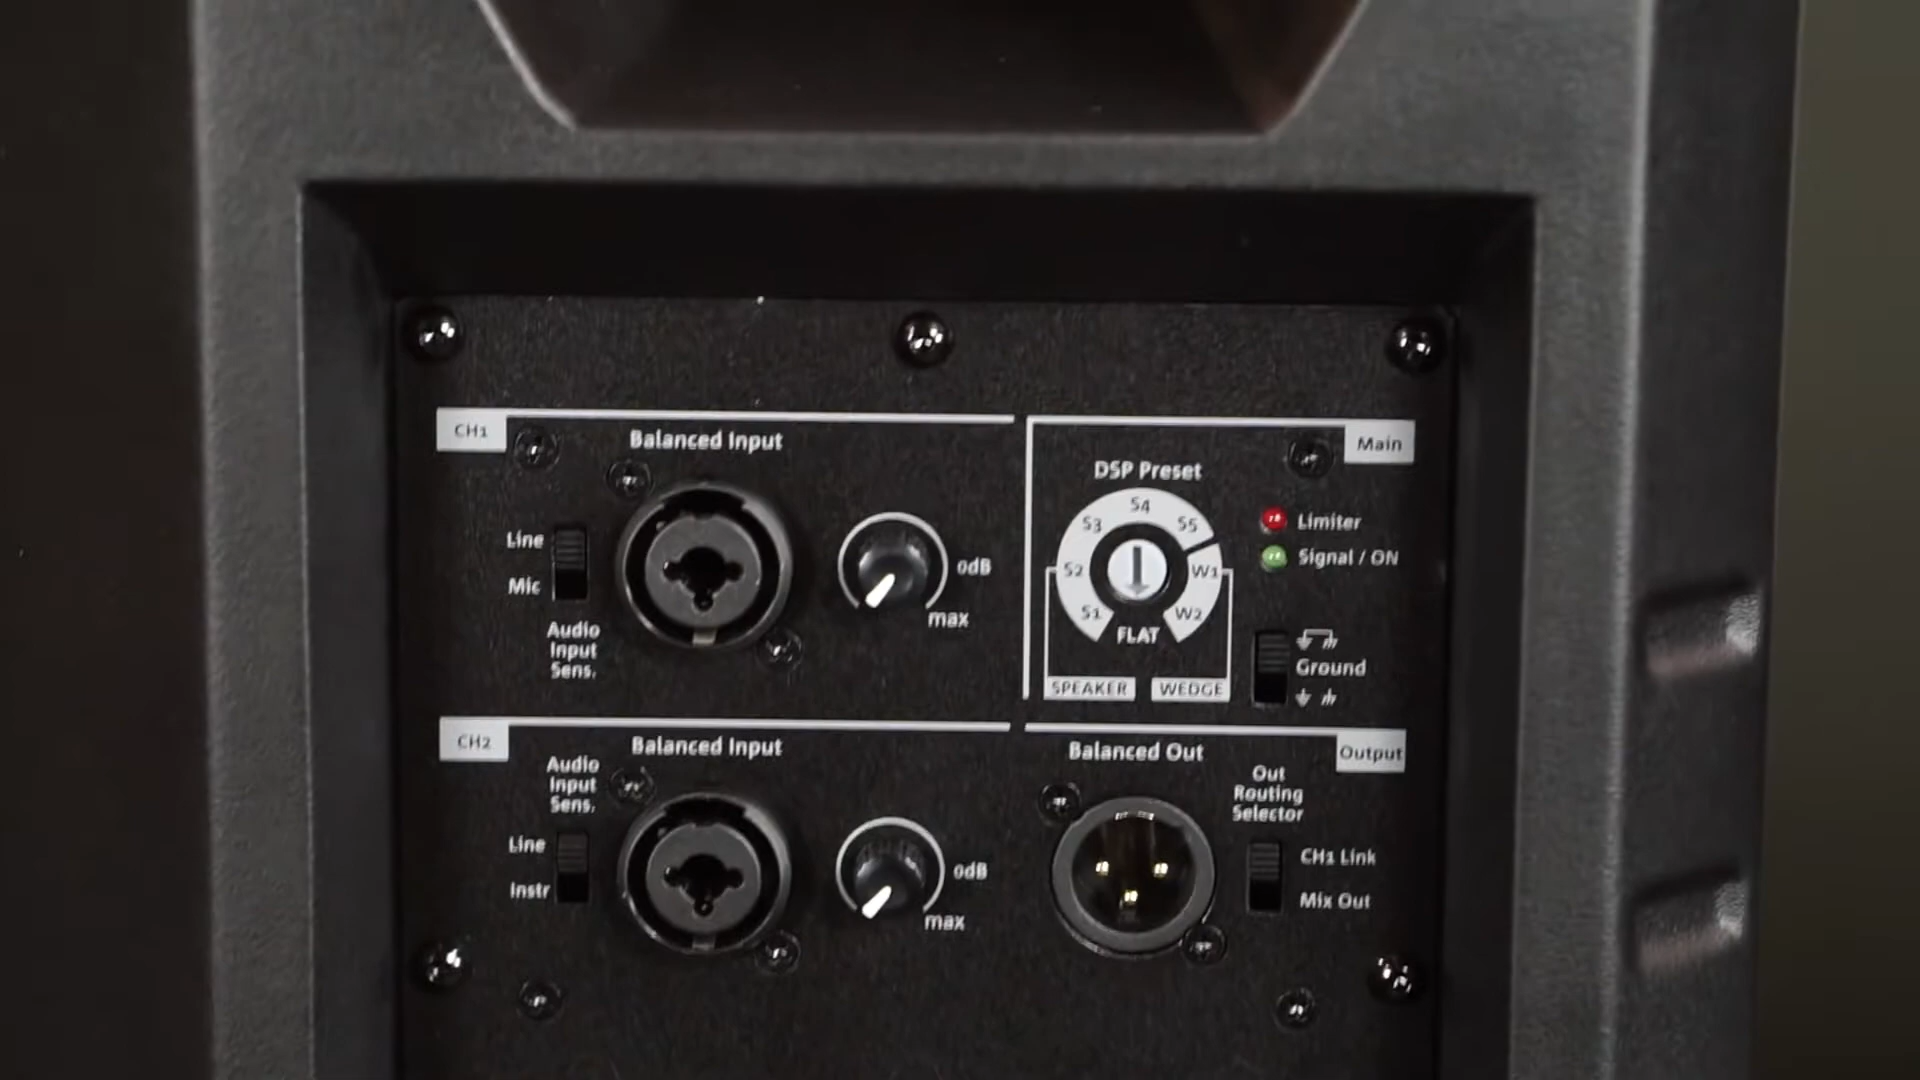 CH1
Balanced Input
Line
Mic
Audio
Input
Sens.
0dB
max
Main
DSP Preset
S1
S2
S3
S4
S5
W1
W2
FLAT
SPEAKER
WEDGE
Limiter
Signal / ON
Ground
CH2
Balanced Input
Audio
Input
Sens.
Line
Instr
0dB
max
Output
Balanced Out
Out
Routing
Selector
CH1 Link
Mix Out